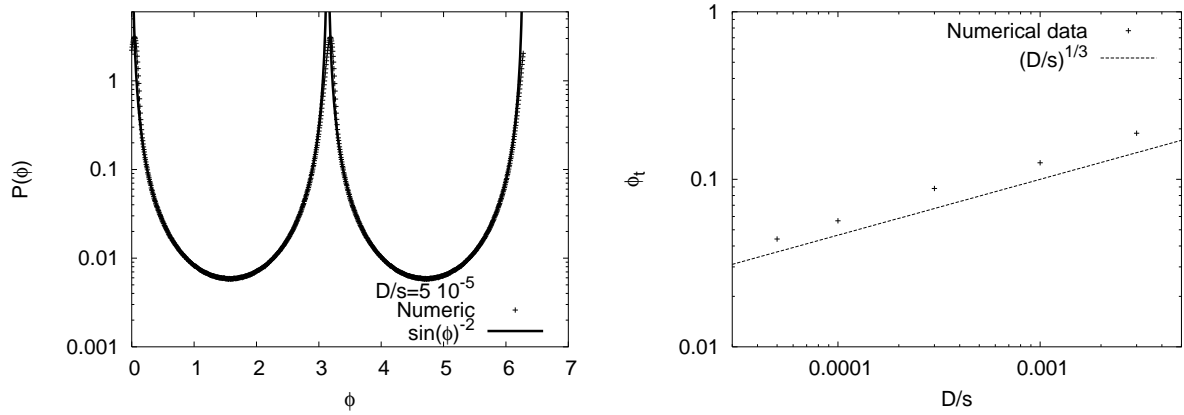 P(ϕ)
1
0.1
0.01
0.001
D/s=5 10^-5
Numeric
sin(ϕ)^-2
0 1 2 3 4 5 6 7
ϕ
ϕ_t
1
0.1
0.01
Numerical data
(D/s)^1/3
0.0001 0.001
D/s